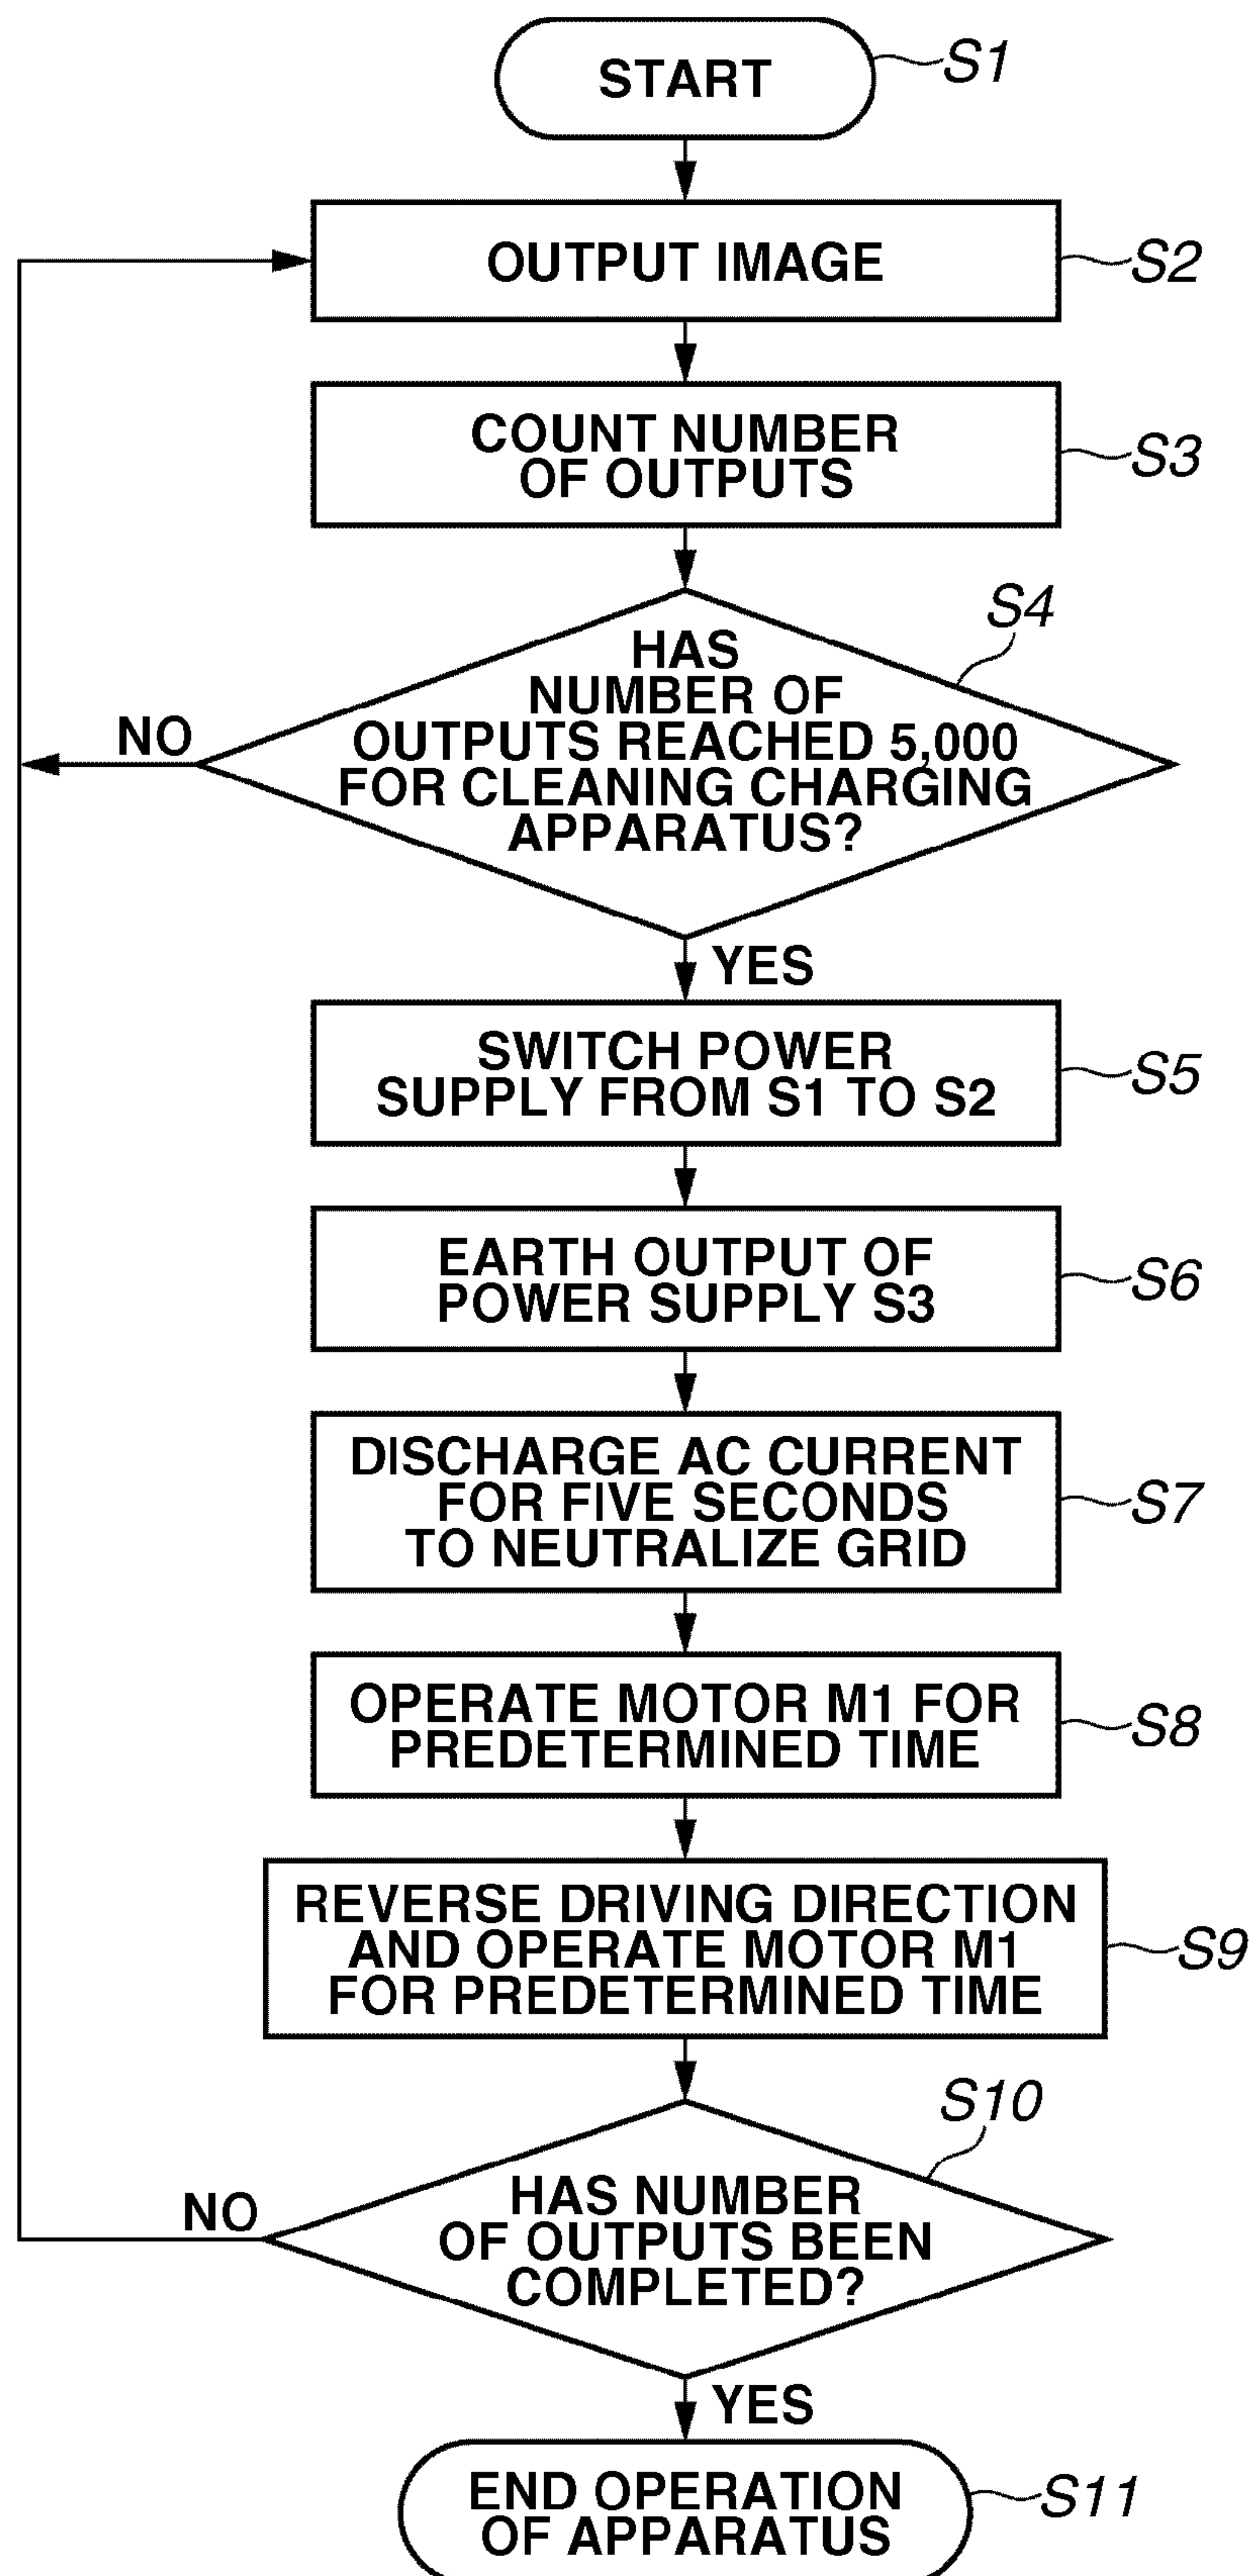 START
S1
OUTPUT IMAGE
S2
COUNT NUMBER
OF OUTPUTS
S3
S4
HAS
NUMBER OF
OUTPUTS REACHED 5,000
FOR CLEANING CHARGING
APPARATUS?
NO
YES
SWITCH POWER
SUPPLY FROM S1 TO S2
S5
EARTH OUTPUT OF
POWER SUPPLY S3
S6
DISCHARGE AC CURRENT
FOR FIVE SECONDS
TO NEUTRALIZE GRID
S7
OPERATE MOTOR M1 FOR
PREDETERMINED TIME
S8
REVERSE DRIVING DIRECTION
AND OPERATE MOTOR M1
FOR PREDETERMINED TIME
S9
S10
HAS NUMBER
OF OUTPUTS BEEN
COMPLETED?
NO
YES
END OPERATION
OF APPARATUS
S11